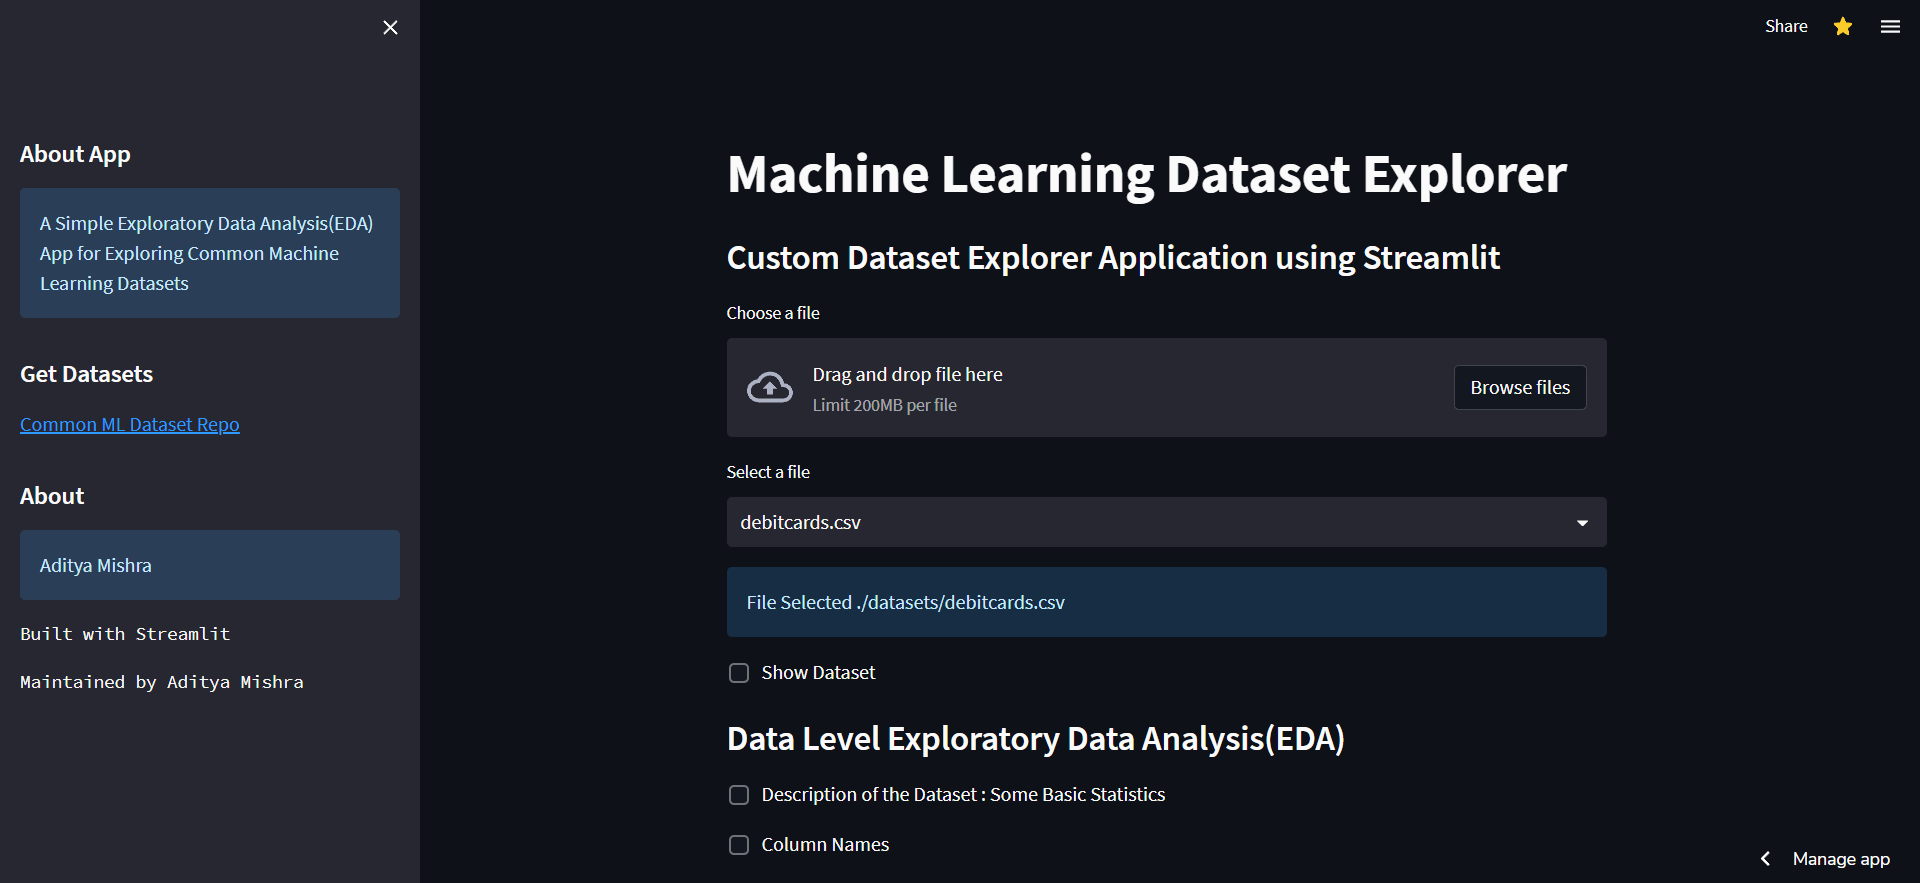 About App
A Simple Exploratory Data Analysis(EDA)
App for Exploring Common Machine
Learning Datasets
Get Datasets
Common ML Dataset Repo
About
Aditya Mishra
Built with Streamlit
Maintained by Aditya Mishra
Share
Machine Learning Dataset Explorer
Custom Dataset Explorer Application using Streamlit
Choose a file
Drag and drop file here
Limit 200MB per file
Browse files
Select a file
debitcards.csv
File Selected ./datasets/debitcards.csv
Show Dataset
Data Level Exploratory Data Analysis(EDA)
Description of the Dataset : Some Basic Statistics
Column Names
Manage app